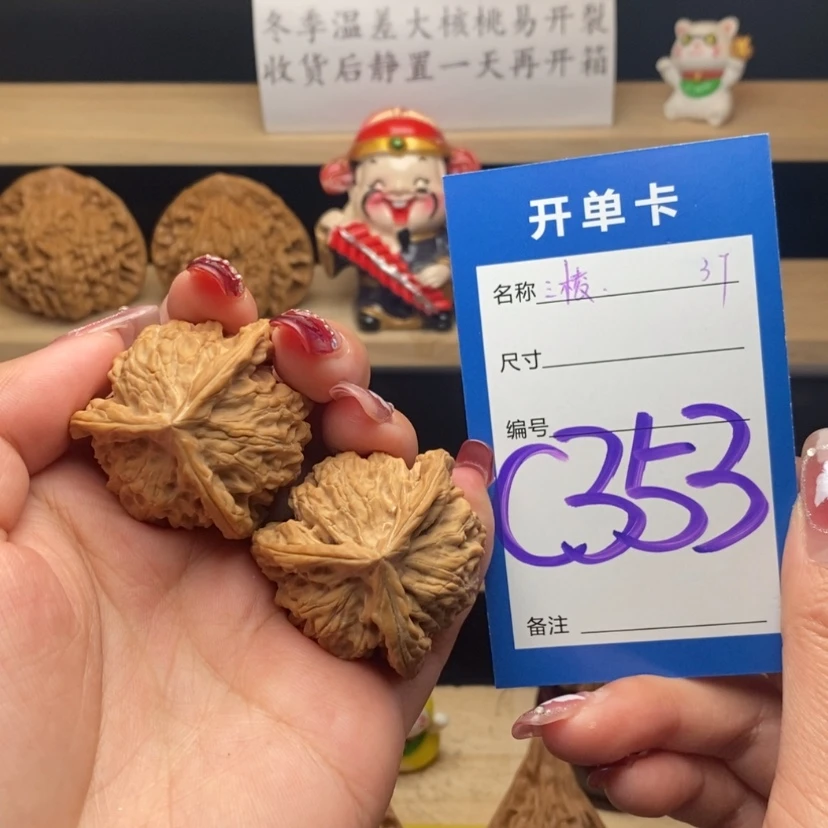 冬季温差大核桃易开裂
收货后静置一天再开箱
开单卡
名称 三棱. 37
尺寸
编号 C353
备注